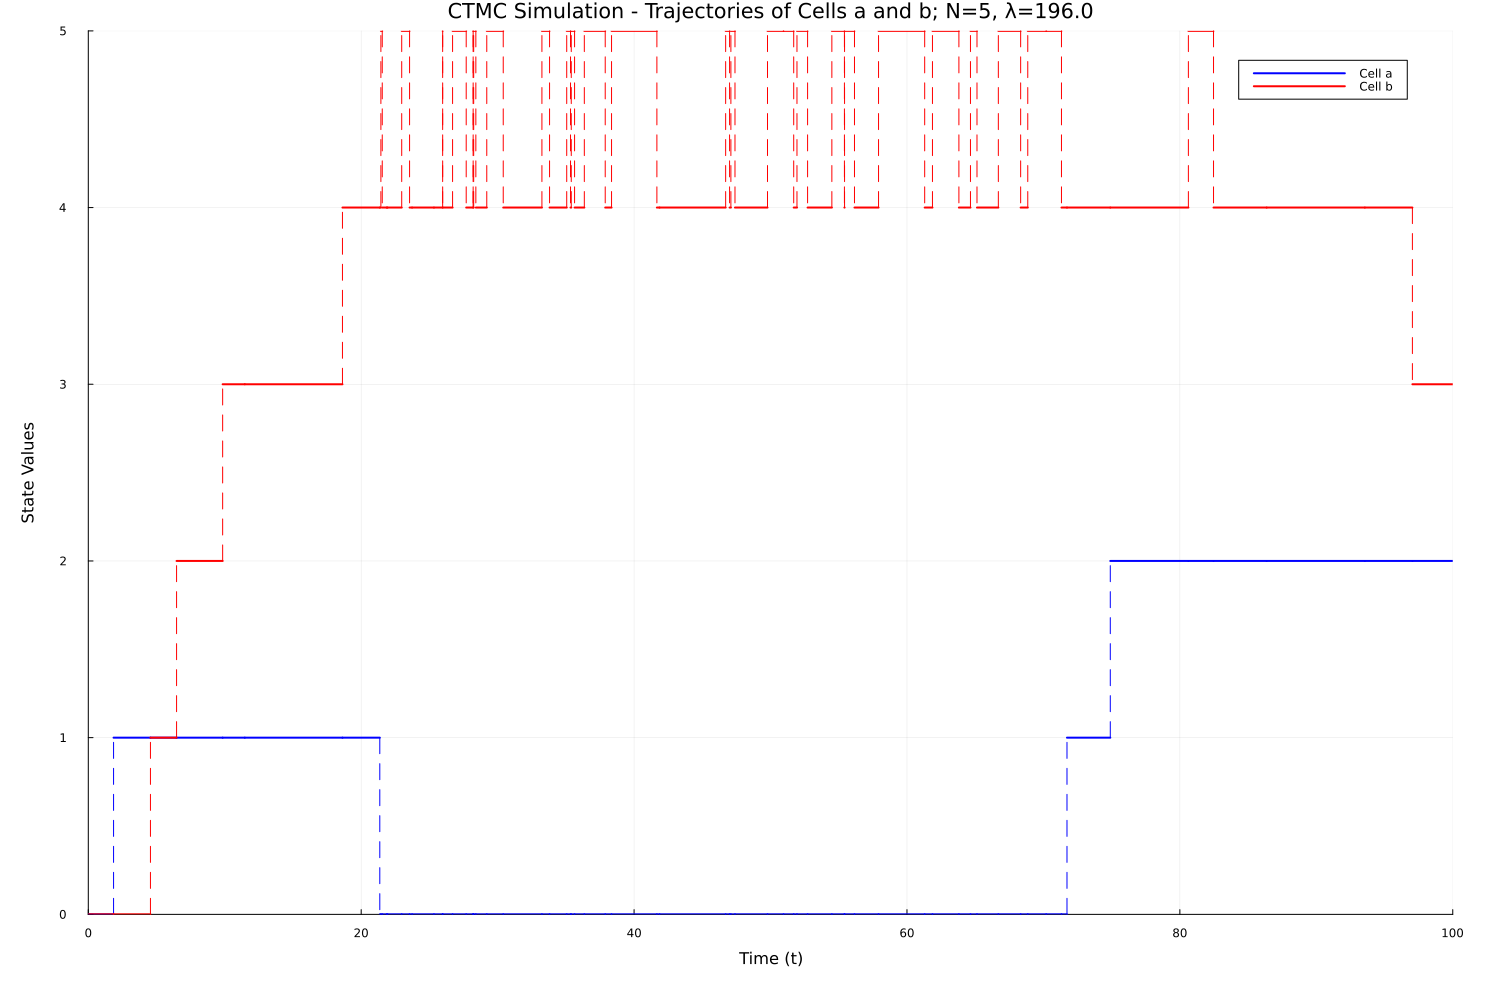 CTMC Simulation - Trajectories of Cells a and b; N=5, λ=196.0
Cell a
Cell b
State Values
5
4
3
2
1
0
0 20 40 60 80 100
Time (t)